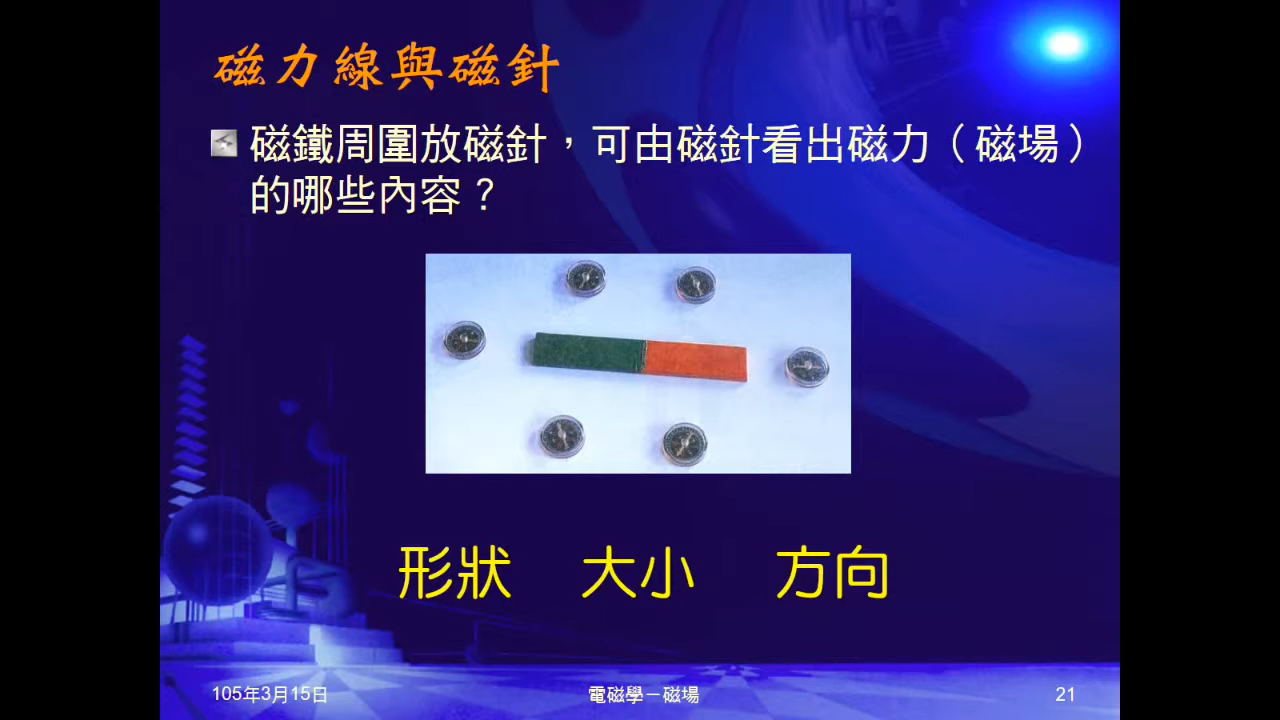 磁力線與磁針
磁鐵周圍放磁針，可由磁針看出磁力（磁場）
的哪些內容？
形狀 大小 方向
105年3月15日 電磁學－磁場 21